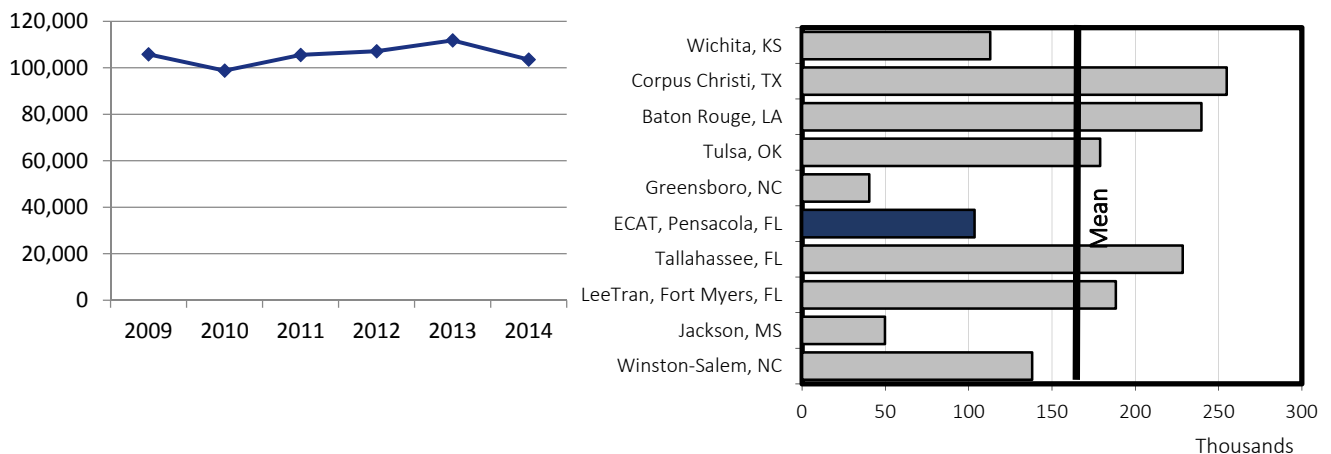 120,000
100,000
80,000
60,000
40,000
20,000
0
2009 2010 2011 2012 2013 2014
Wichita, KS
Corpus Christi, TX
Baton Rouge, LA
Tulsa, OK
Greensboro, NC
ECAT, Pensacola, FL
Tallahassee, FL
LeeTran, Fort Myers, FL
Jackson, MS
Winston-Salem, NC
Mean
0 50 100 150 200 250 300
Thousands